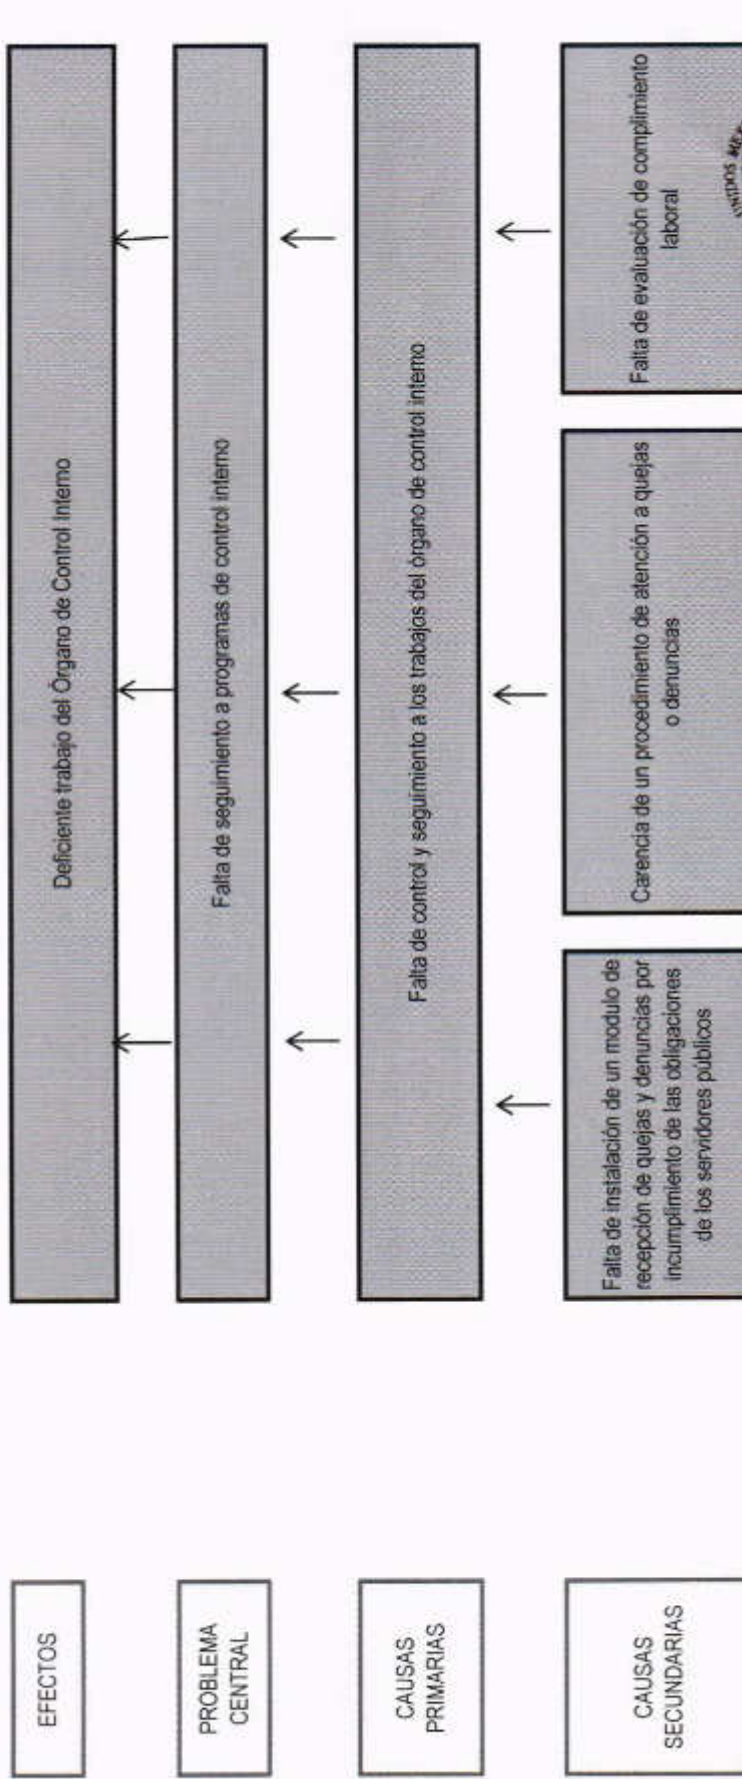 EFECTOS
Deficiente trabajo del Órgano de Control Interno
PROBLEMA
CENTRAL
Falta de seguimiento a programas de control interno
CAUSAS
PRIMARIAS
Falta de control y seguimiento a los trabajos del órgano de control interno
CAUSAS
SECUNDARIAS
Falta de instalación de un modulo de
recepción de quejas y denuncias por
incumplimiento de las obligaciones
de los servidores públicos
Carencia de un procedimiento de atención a quejas
o denuncias
Falta de evaluación de complimiento
laboral
UNIDOS